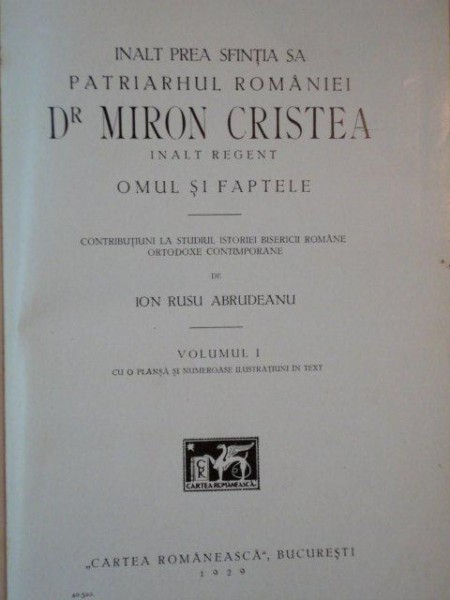 INALT PREA SFINȚIA SA
PATRIARHUL ROMÂNIEI
DR MIRON CRISTEA
INALT REGENT
OMUL ȘI FAPTELE
CONTRIBUȚIUNI LA STUDIUL ISTORIEI BISERICII ROMÂNE
ORTODOXE CONTIMPORANE
DE
ION RUSU ABRUDEANU
VOLUMUL I
CU O PLANȘĂ ȘI NUMEROASE ILUSTRAȚIUNI IN TEXT
C
R
CARTEA ROMÂNEASCĂ
„CARTEA ROMÂNEASCĂ“, BUCUREȘTI
1929